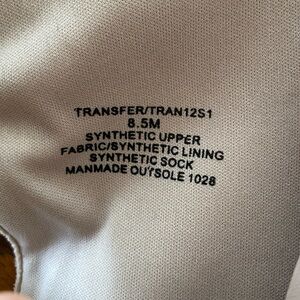 TRANSFER/TRAN12S1
8.5M
SYNTHETIC UPPER
FABRIC/SYNTHETIC LINING
SYNTHETIC SOCK
MANMADE OUTSOLE 1028